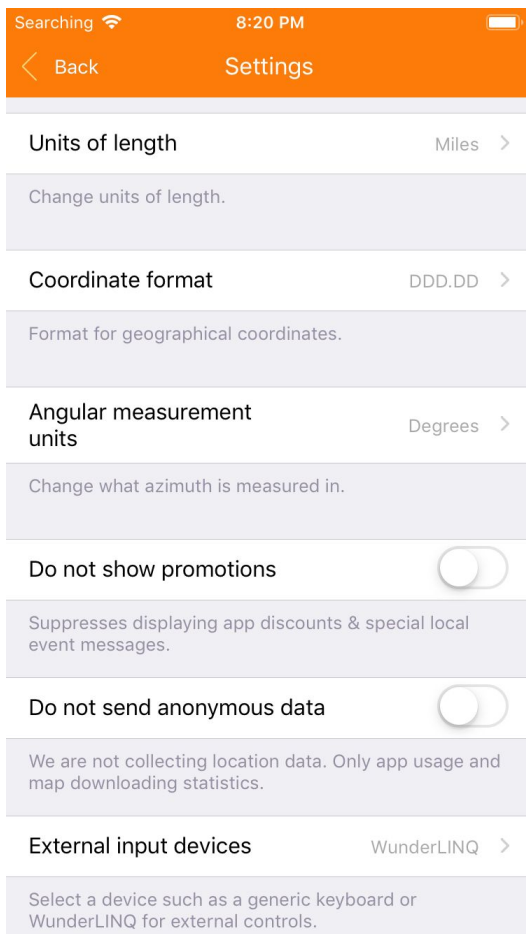 Searching 8:20 PM
Back Settings
Units of length Miles
Change units of length.
Coordinate format DDD.DD
Format for geographical coordinates.
Angular measurement
units Degrees
Change what azimuth is measured in.
Do not show promotions
Suppresses displaying app discounts & special local
event messages.
Do not send anonymous data
We are not collecting location data. Only app usage and
map downloading statistics.
External input devices WunderLINQ
Select a device such as a generic keyboard or
WunderLINQ for external controls.